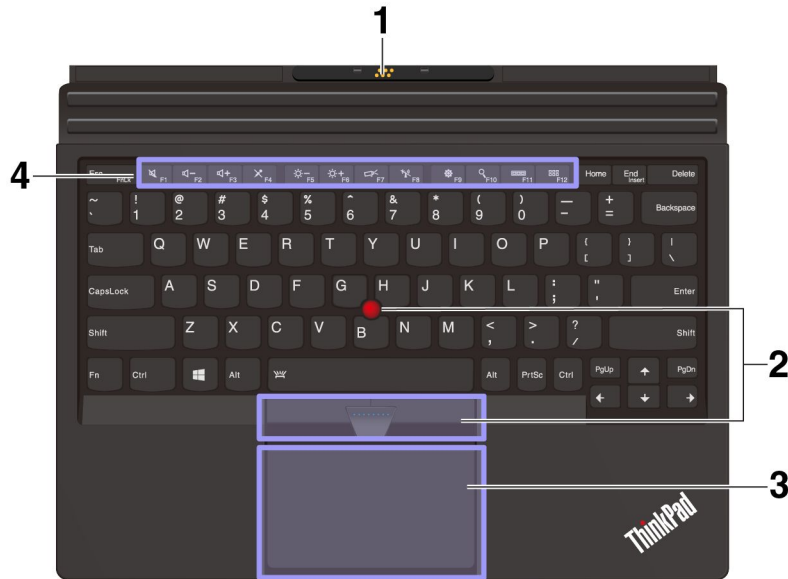 1
4
Esc FnLk F1 F2 F3 F4 F5 F6 F7 F8 F9 F10 F11 F12 Home End Insert Delete
~ ! @ # $ % ^ & * ( ) — +
` 1 2 3 4 5 6 7 8 9 0 - = Backspace
Tab Q W E R T Y U I O P { } |
[ ] \
CapsLock A S D F G H J K L : " Enter
; '
Shift Z X C V B N M < > ? Shift
, . /
2
Fn Ctrl Alt Alt PrtSc Ctrl PgUp PgDn
3
ThinkPad